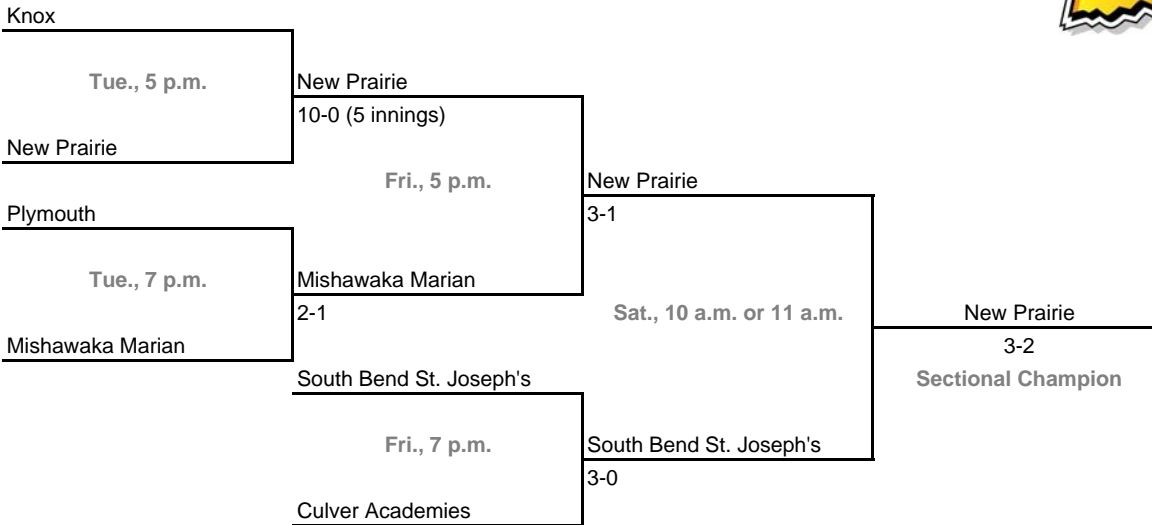 Knox
Tue., 5 p.m.
New Prairie
10-0 (5 innings)
New Prairie
Fri., 5 p.m.
New Prairie
3-1
Plymouth
Tue., 7 p.m.
Mishawaka Marian
2-1
Sat., 10 a.m. or 11 a.m.
New Prairie
3-2
Sectional Champion
Mishawaka Marian
South Bend St. Joseph's
Fri., 7 p.m.
South Bend St. Joseph's
3-0
Culver Academies